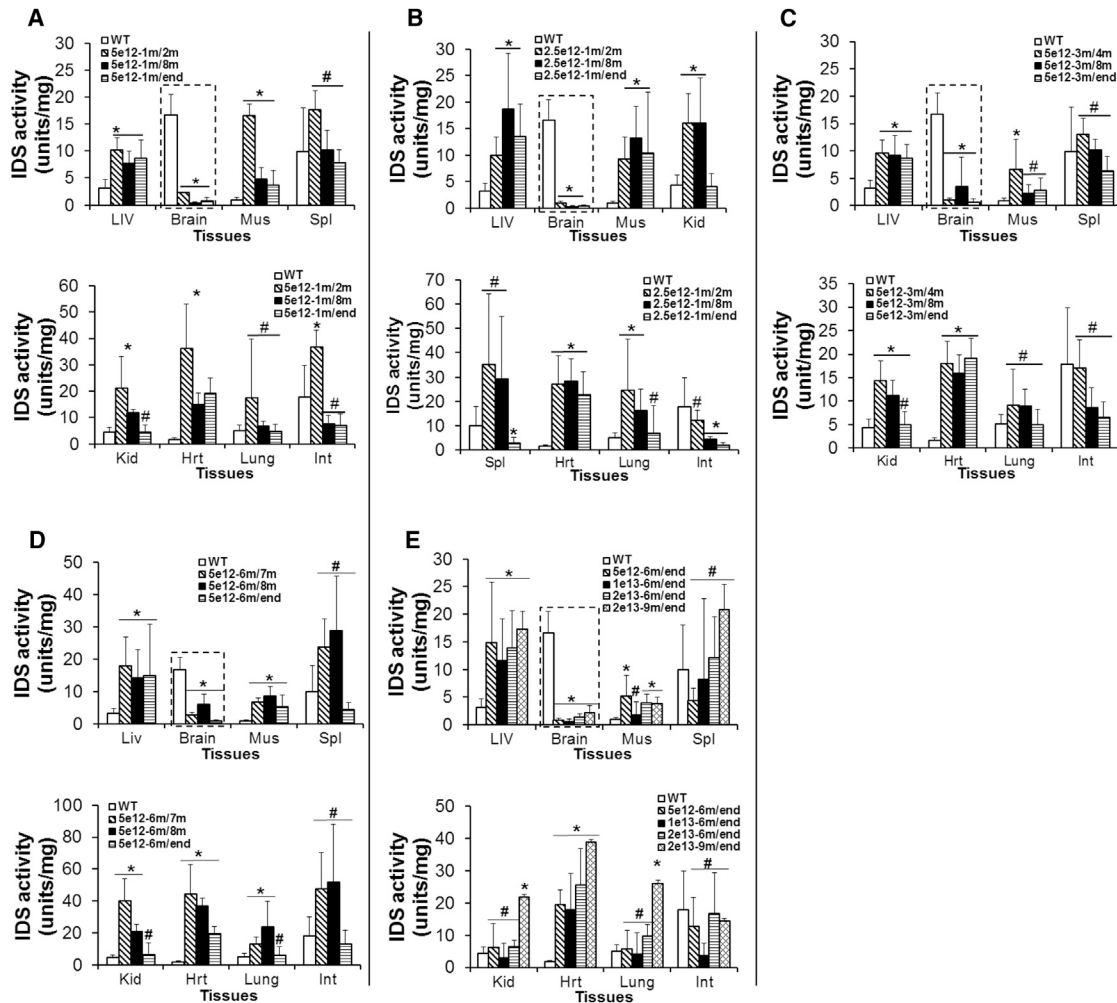 A
IDS activity
(units/mg)
30
25
20
15
10
5
0
WT
5e12-1m/2m
5e12-1m/8m
5e12-1m/end
*
*
*
#
LIV Brain Mus Spl
Tissues
IDS activity
(units/mg)
60
50
40
30
20
10
0
WT
5e12-1m/2m
5e12-1m/8m
5e12-1m/end
*
#
*
#
*
#
Kid Hrt Lung Int
Tissues
B
IDS activity
(units/mg)
30
25
20
15
10
5
0
WT
2.5e12-1m/2m
2.5e12-1m/8m
2.5e12-1m/end
*
*
*
*
LIV Brain Mus Kid
Tissues
IDS activity
(units/mg)
70
60
50
40
30
20
10
0
WT
2.5e12-1m/2m
2.5e12-1m/8m
2.5e12-1m/end
#
*
*
*
#
#
*
Spl Hrt Lung Int
Tissues
C
IDS activity
(units/mg)
30
25
20
15
10
5
0
WT
5e12-3m/4m
5e12-3m/8m
5e12-3m/end
*
*
*
#
#
LIV Brain Mus Spl
Tissues
IDS activity
(unit/mg)
35
30
25
20
15
10
5
0
WT
5e12-3m/4m
5e12-3m/8m
5e12-3m/end
*
#
*
#
#
Kid Hrt Lung Int
Tissues
D
IDS activity
(units/mg)
50
40
30
20
10
0
WT
5e12-6m/7m
5e12-6m/8m
5e12-6m/end
*
*
*
#
Liv Brain Mus Spl
Tissues
IDS activity
(units/mg)
100
80
60
40
20
0
WT
5e12-6m/7m
5e12-6m/8m
5e12-6m/end
*
#
*
*
#
#
Kid Hrt Lung Int
Tissues
E
IDS activity
(units/mg)
30
25
20
15
10
5
0
WT
5e12-6m/end
1e13-6m/end
2e13-6m/end
2e13-9m/end
*
*
*
#
*
#
LIV Brain Mus Spl
Tissues
IDS activity
(units/mg)
50
40
30
20
10
0
WT
5e12-6m/end
1e13-6m/end
2e13-6m/end
2e13-9m/end
#
*
*
#
*
#
Kid Hrt Lung Int
Tissues